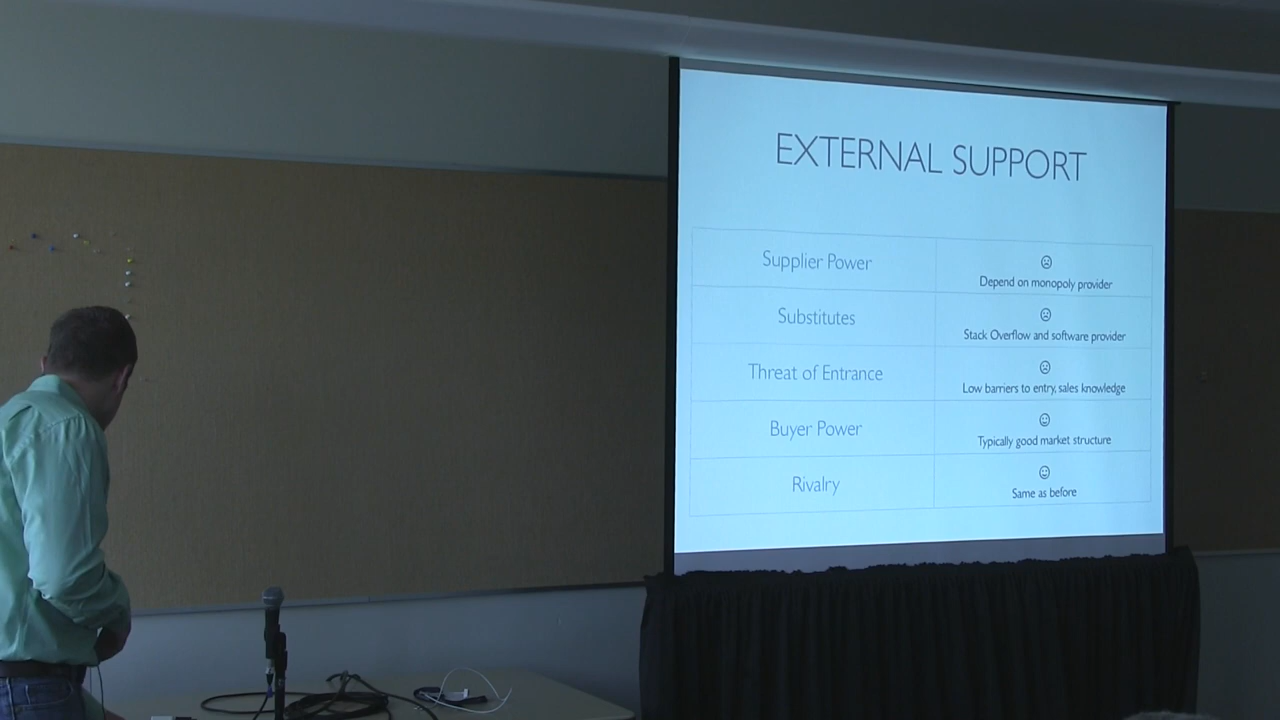 EXTERNAL SUPPORT
Supplier Power
☹
Depend on monopoly provider
Substitutes
☹
Stack Overflow and software provider
Threat of Entrance
☹
Low barriers to entry, sales knowledge
Buyer Power
☺
Typically good market structure
Rivalry
☺
Same as before